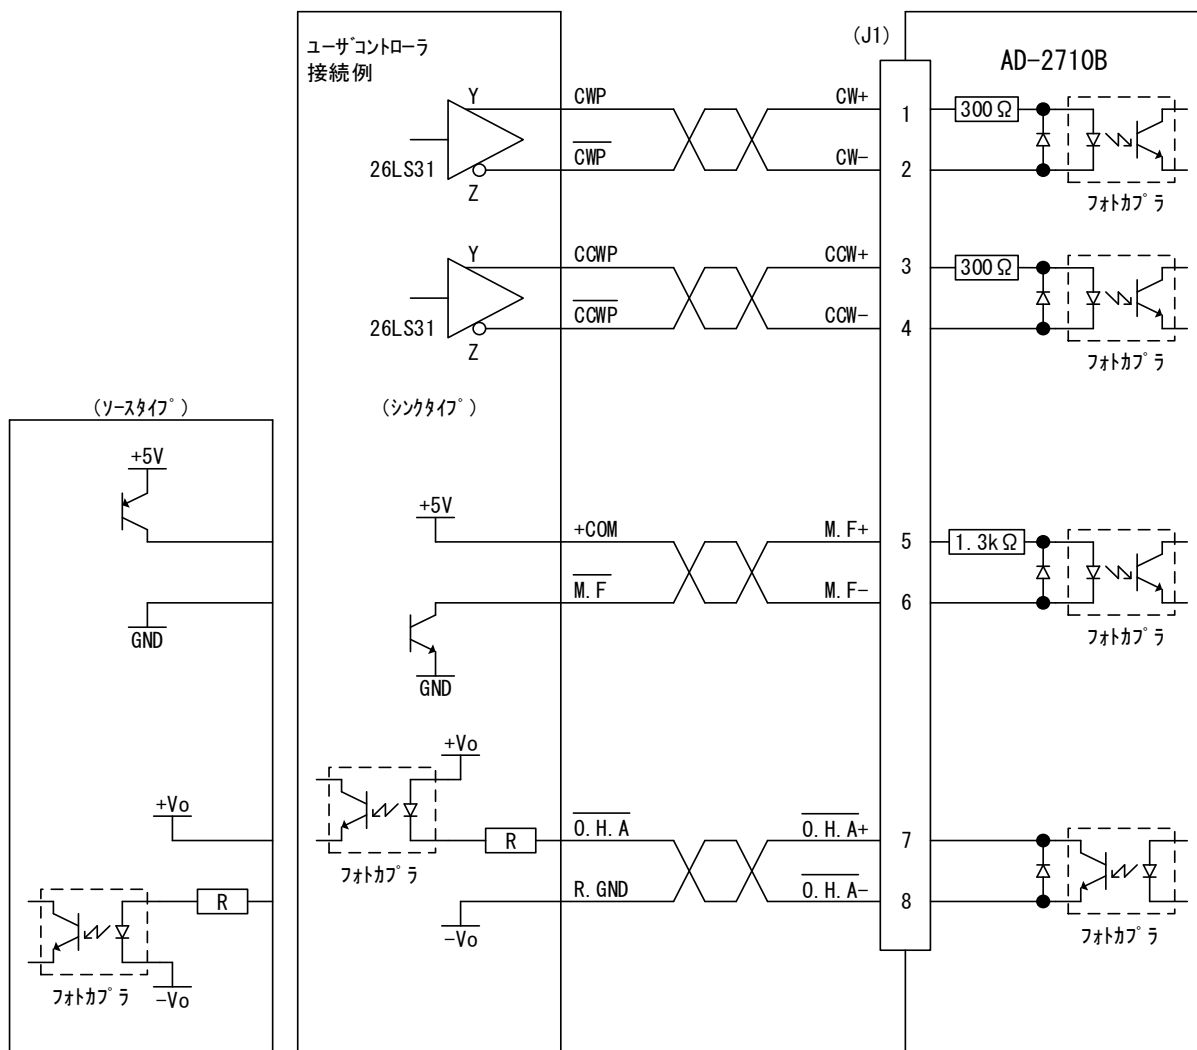 ユーザコントローラ
接続例
(J1)
AD-2710B
Y
CWP
CW+
1
300Ω
26LS31
C̅W̅P̅
CW-
2
Z
フォトカプラ
Y
CCWP
CCW+
3
300Ω
26LS31
C̅C̅W̅P̅
CCW-
4
Z
フォトカプラ
(ソースタイプ)
(シンクタイプ)
+5V
GND
+5V
+COM
M.F+
5
1.3kΩ
M̅.̅F̅
M.F-
6
GND
フォトカプラ
+Vo
R
フォトカプラ
-Vo
+Vo
フォトカプラ
R
O̅.̅H̅.̅A̅
O̅.̅H̅.̅A̅+̅
7
R.GND
O̅.̅H̅.̅A̅-̅
8
-Vo
フォトカプラ